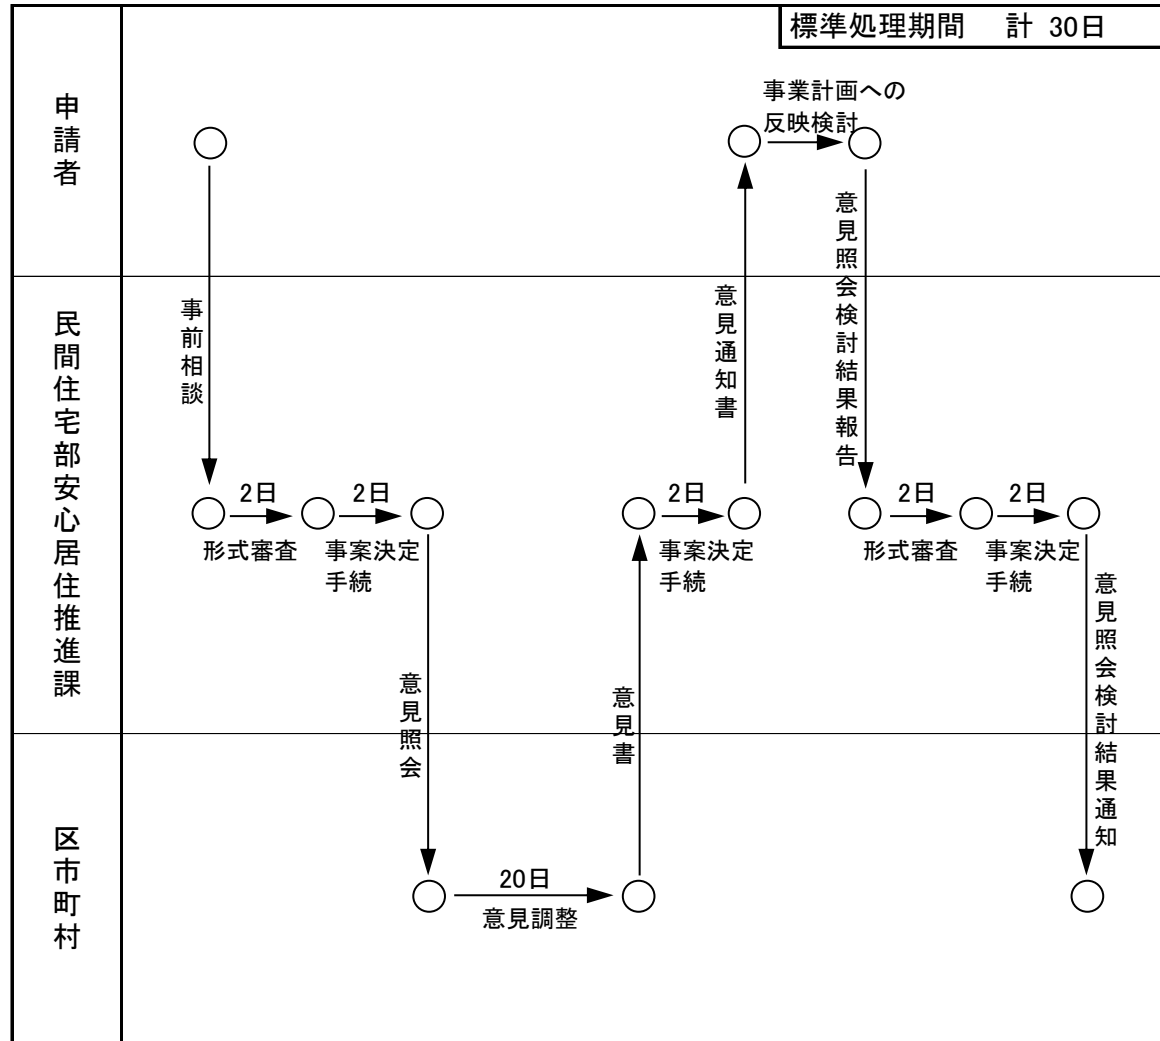 標準処理期間 計 30日
申請者
事業計画への
反映検討
事前相談
意見通知書
意見照会検討結果報告
民間住宅部安心居住推進課
2日
形式審査
2日
事案決定
手続
2日
事案決定
手続
2日
形式審査
2日
事案決定
手続
意見照会
意見書
意見照会検討結果通知
区市町村
20日
意見調整